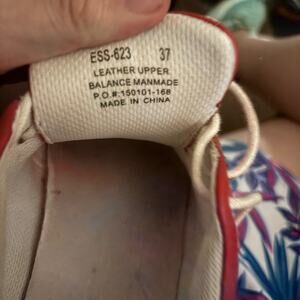 ESS-623 37
LEATHER UPPER
BALANCE MANMADE
P.O.#:150101-168
MADE IN CHINA